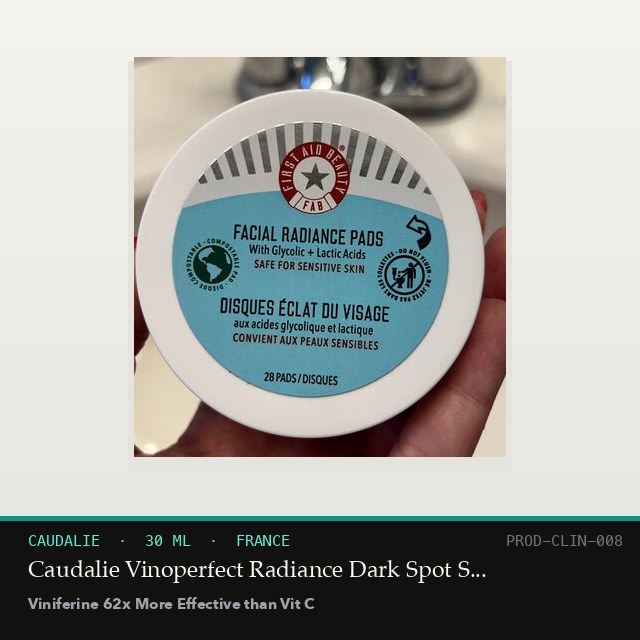 FIRST AID BEAUTY
®
FAB
FACIAL RADIANCE PADS
With Glycolic + Lactic Acids
SAFE FOR SENSITIVE SKIN
DISQUES ÉCLAT DU VISAGE
aux acides glycolique et lactique
CONVIENT AUX PEAUX SENSIBLES
28 PADS / DISQUES
CAUDALIE · 30 ML · FRANCE
PROD–CLIN–008
Caudalie Vinoperfect Radiance Dark Spot S...
Viniferine 62x More Effective than Vit C